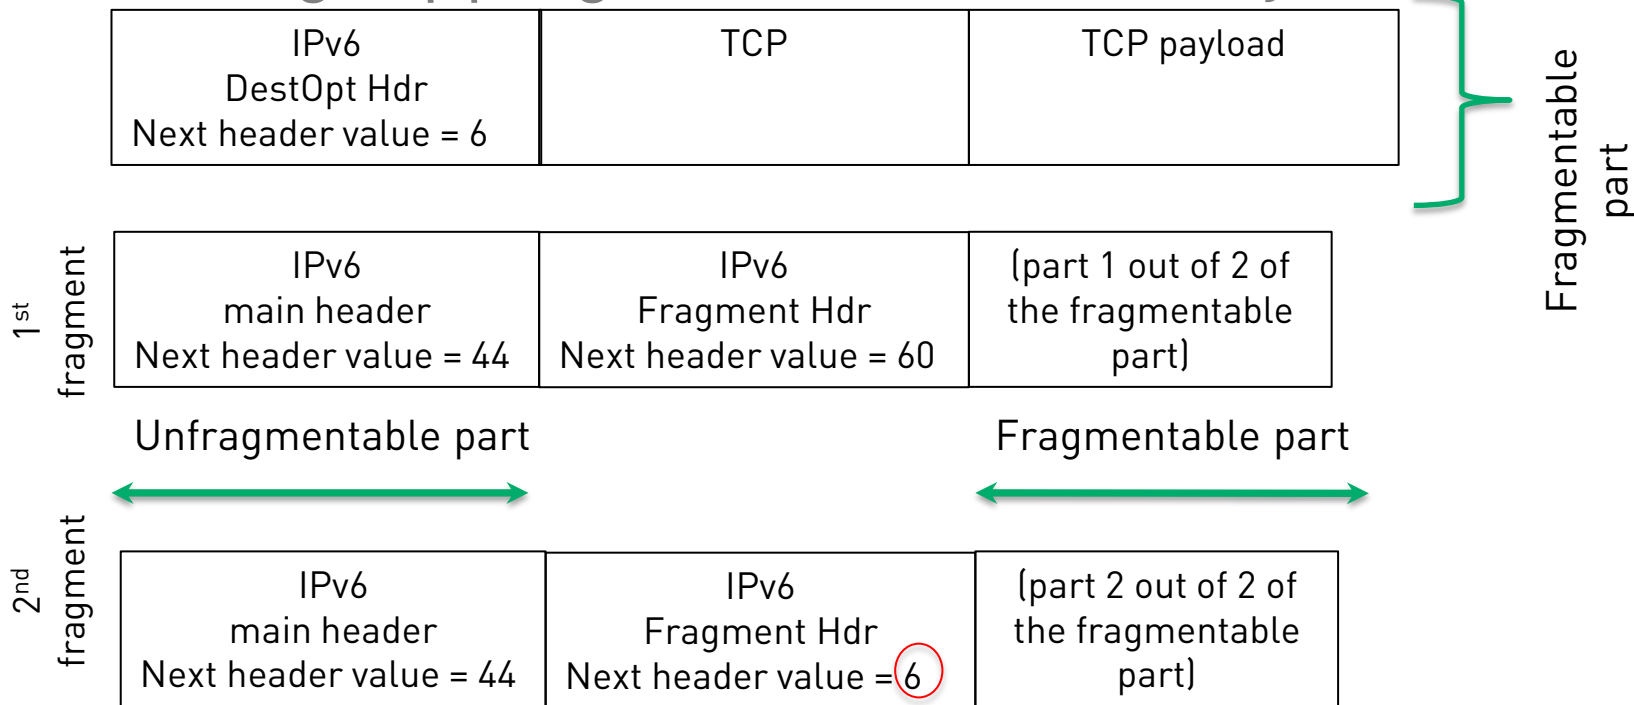 IPv6
DestOpt Hdr
Next header value = 6
TCP
TCP payload
Fragmentable
part
1st
fragment
IPv6
main header
Next header value = 44
IPv6
Fragment Hdr
Next header value = 60
(part 1 out of 2 of
the fragmentable
part)
Unfragmentable part
Fragmentable part
2nd
fragment
IPv6
main header
Next header value = 44
IPv6
Fragment Hdr
Next header value = 6
(part 2 out of 2 of
the fragmentable
part)